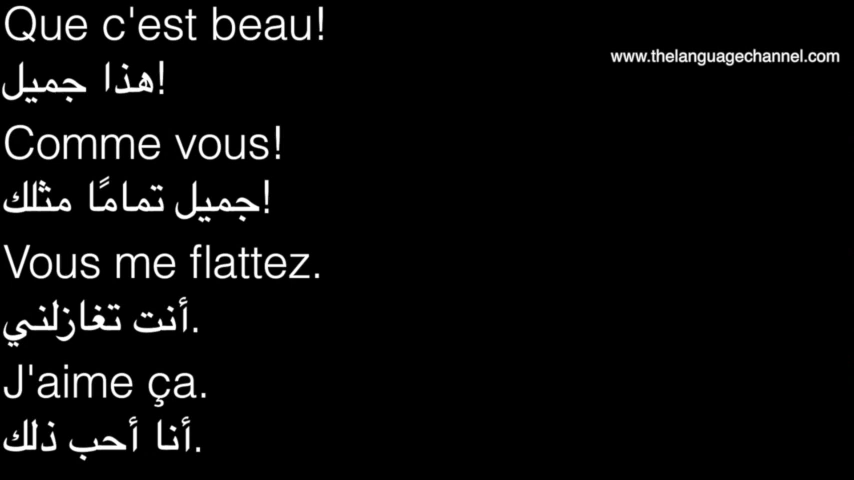 Que c'est beau!
www.thelanguagechannel.com
هذا جميل!
Comme vous!
جميل تمامًا مثلك!
Vous me flattez.
أنت تغازلني.
J'aime ça.
أنا أحب ذلك.